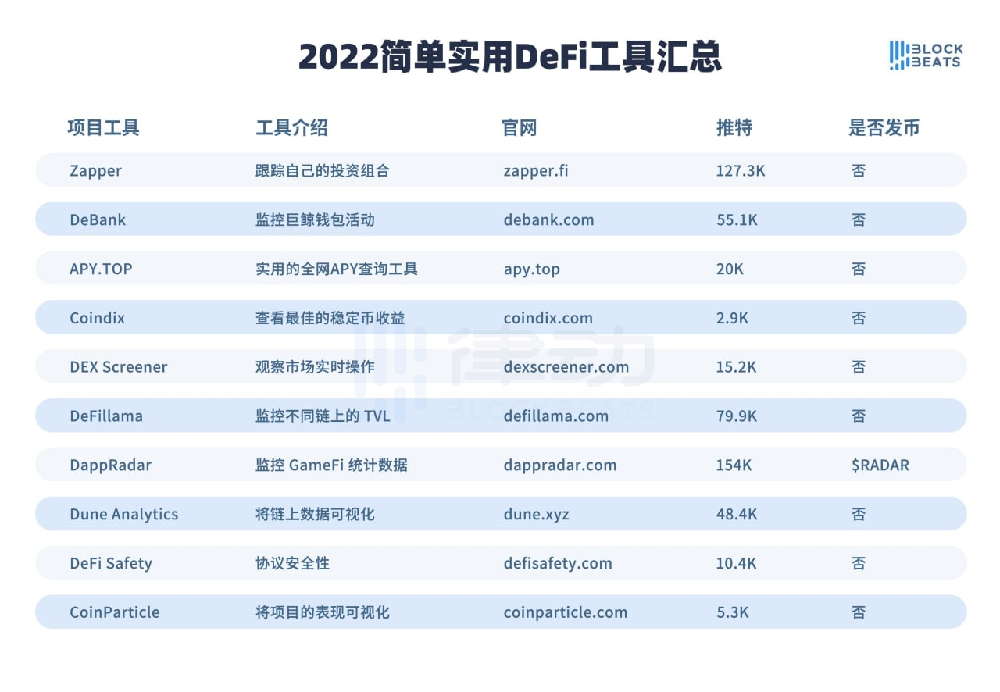 2022简单实用DeFi工具汇总
BLOCK
BEATS
项目工具 工具介绍 官网 推特 是否发币
Zapper 跟踪自己的投资组合 zapper.fi 127.3K 否
DeBank 监控巨鲸钱包活动 debank.com 55.1K 否
APY.TOP 实用的全网APY查询工具 apy.top 20K 否
Coindix 查看最佳的稳定币收益 coindix.com 2.9K 否
DEX Screener 观察市场实时操作 dexscreener.com 15.2K 否
律动
BLOCKBEATS
DeFillama 监控不同链上的 TVL defillama.com 79.9K 否
DappRadar 监控 GameFi 统计数据 dappradar.com 154K $RADAR
Dune Analytics 将链上数据可视化 dune.xyz 48.4K 否
DeFi Safety 协议安全性 defisafety.com 10.4K 否
CoinParticle 将项目的表现可视化 coinparticle.com 5.3K 否